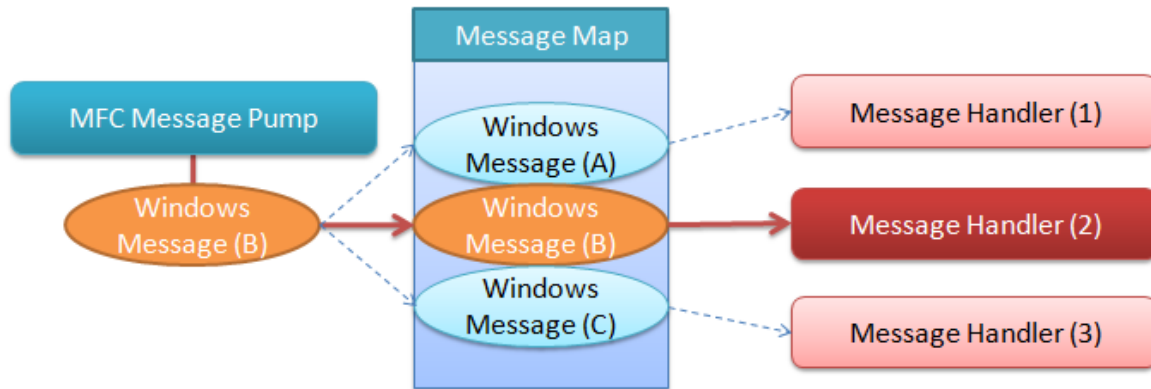 Message Map
MFC Message Pump
Windows
Message (B)
Windows
Message (A)
Windows
Message (B)
Windows
Message (C)
Message Handler (1)
Message Handler (2)
Message Handler (3)